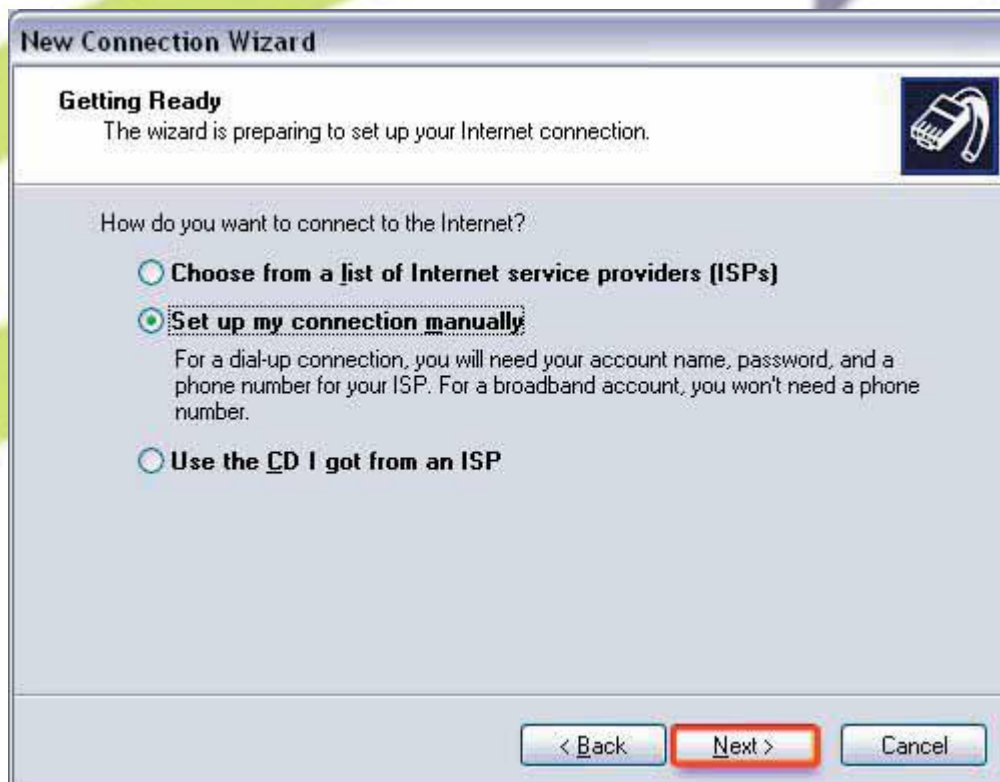 New Connection Wizard
Getting Ready
The wizard is preparing to set up your Internet connection.
How do you want to connect to the Internet?
Choose from a list of Internet service providers (ISPs)
Set up my connection manually
For a dial-up connection, you will need your account name, password, and a
phone number for your ISP. For a broadband account, you won't need a phone
number.
Use the CD I got from an ISP
< Back
Next >
Cancel